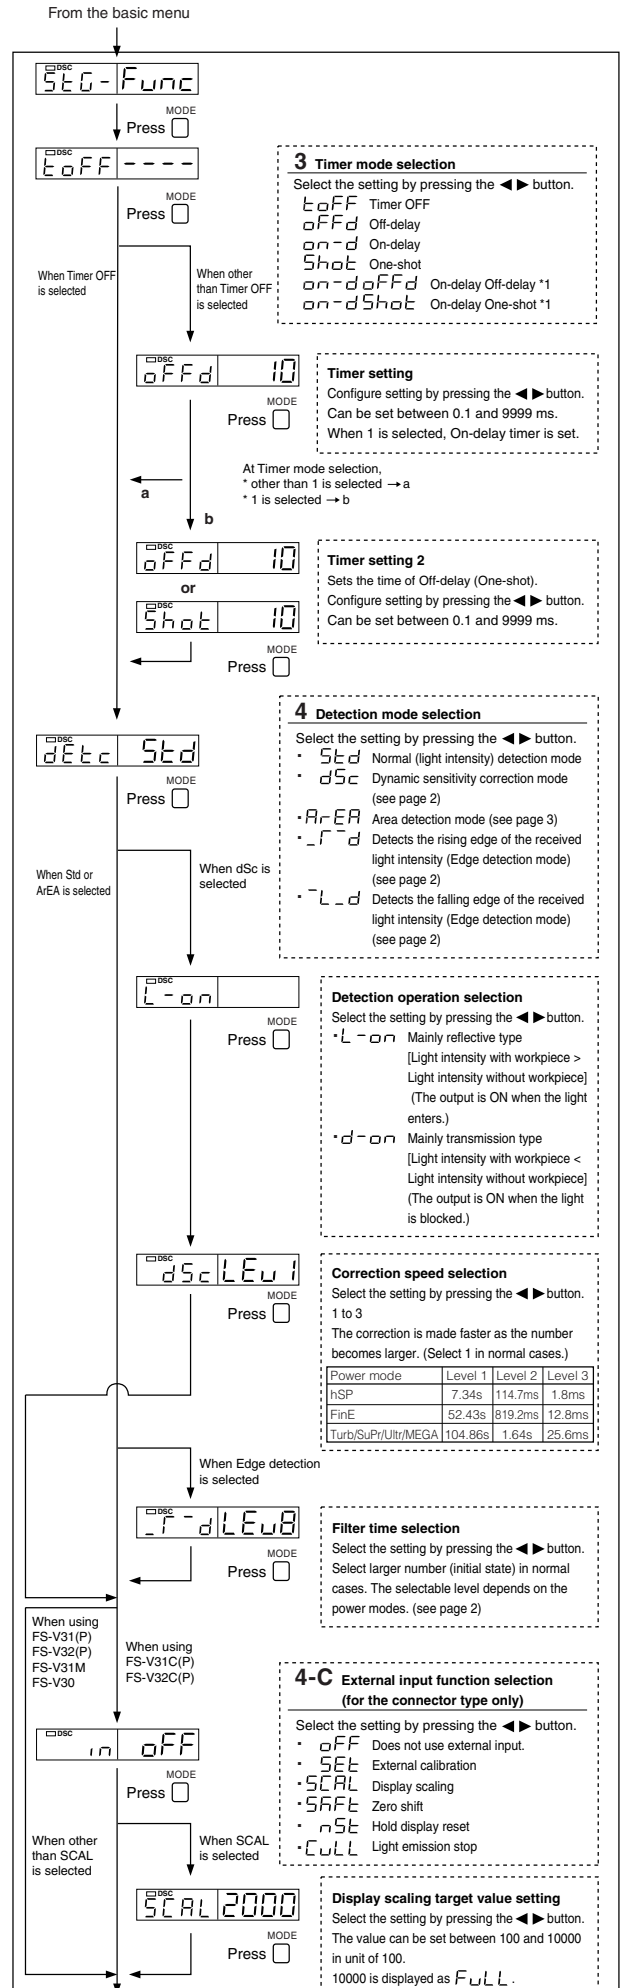 From the basic menu
DSC
StG- Func
MODE
Press
DSC
toFF ----
MODE
Press
3 Timer mode selection
Select the setting by pressing the ◀ ▶ button.
toFF Timer OFF
oFFd Off-delay
on-d On-delay
Shot One-shot
on-doFFd On-delay Off-delay *1
on-dShot On-delay One-shot *1
When Timer OFF
is selected
When other
than Timer OFF
is selected
DSC
oFFd 10
MODE
Press
Timer setting
Configure setting by pressing the ◀ ▶ button.
Can be set between 0.1 and 9999 ms.
When 1 is selected, On-delay timer is set.
At Timer mode selection,
* other than 1 is selected → a
* 1 is selected → b
a
b
DSC
oFFd 10
or
DSC
Shot 10
MODE
Press
Timer setting 2
Sets the time of Off-delay (One-shot).
Configure setting by pressing the ◀ ▶ button.
Can be set between 0.1 and 9999 ms.
DSC
dEtc Std
MODE
Press
4 Detection mode selection
Select the setting by pressing the ◀ ▶ button.
· Std Normal (light intensity) detection mode
· dSc Dynamic sensitivity correction mode
(see page 2)
· ArEA Area detection mode (see page 3)
· _Γ¯d Detects the rising edge of the received
light intensity (Edge detection mode)
(see page 2)
· ¯L_d Detects the falling edge of the received
light intensity (Edge detection mode)
(see page 2)
When Std or
ArEA is selected
When dSc is
selected
DSC
L-on
MODE
Press
Detection operation selection
Select the setting by pressing the ◀ ▶ button.
· L-on Mainly reflective type
[Light intensity with workpiece >
Light intensity without workpiece]
(The output is ON when the light
enters.)
· d-on Mainly transmission type
[Light intensity with workpiece <
Light intensity without workpiece]
(The output is ON when the light
is blocked.)
DSC
dSc LEv1
MODE
Press
Correction speed selection
Select the setting by pressing the ◀ ▶ button.
1 to 3
The correction is made faster as the number
becomes larger. (Select 1 in normal cases.)
Power mode Level 1 Level 2 Level 3
hSP 7.34s 114.7ms 1.8ms
FinE 52.43s 819.2ms 12.8ms
Turb/SuPr/Ultr/MEGA 104.86s 1.64s 25.6ms
When Edge detection
is selected
DSC
_Γ¯d LEv8
MODE
Press
Filter time selection
Select the setting by pressing the ◀ ▶ button.
Select larger number (initial state) in normal
cases. The selectable level depends on the
power modes. (see page 2)
When using
FS-V31(P)
FS-V32(P)
FS-V31M
FS-V30
When using
FS-V31C(P)
FS-V32C(P)
DSC
in oFF
MODE
Press
4-C External input function selection
(for the connector type only)
Select the setting by pressing the ◀ ▶ button.
· oFF Does not use external input.
· SEt External calibration
· SCAL Display scaling
· ShFt Zero shift
· rSt Hold display reset
· CuLL Light emission stop
When other
than SCAL
is selected
When SCAL
is selected
DSC
SCAL 2000
MODE
Press
Display scaling target value setting
Select the setting by pressing the ◀ ▶ button.
The value can be set between 100 and 10000
in unit of 100.
10000 is displayed as FuLL.